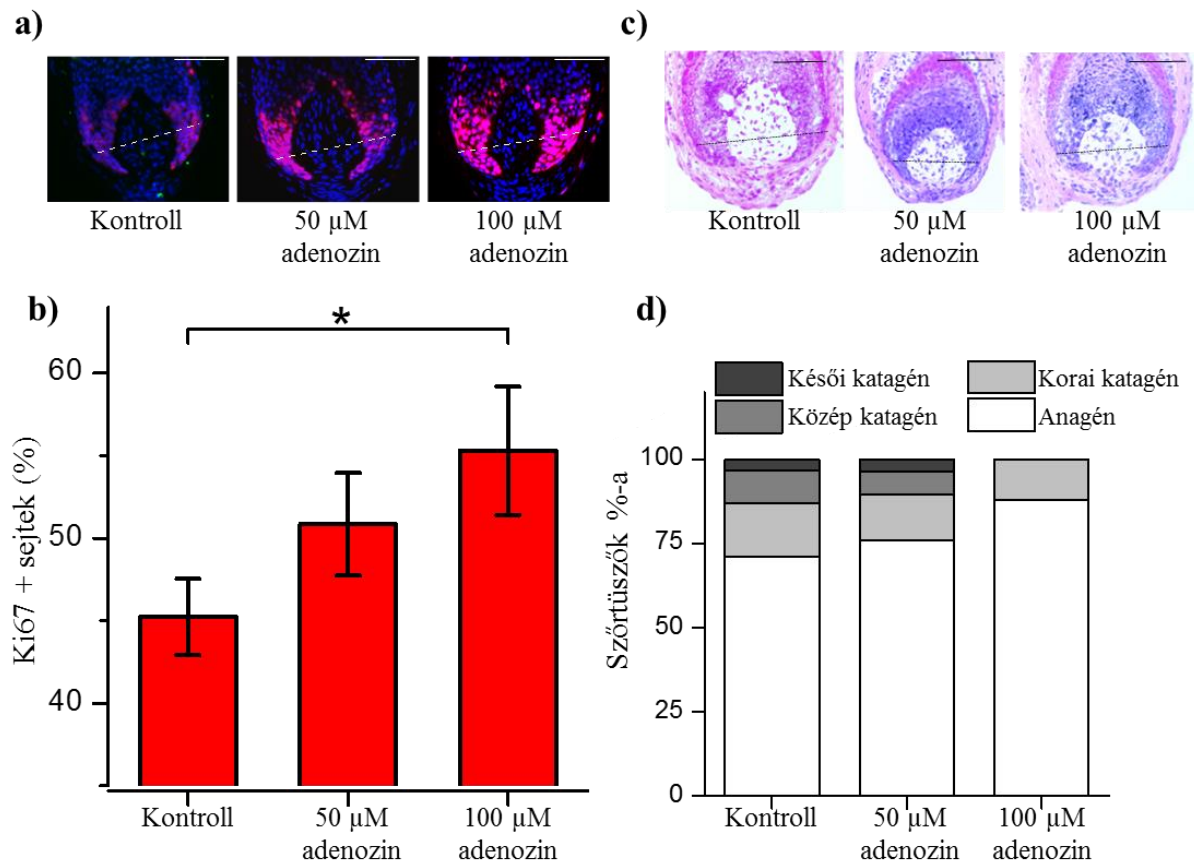 a)
Kontroll
50 µM
adenozin
100 µM
adenozin
c)
Kontroll
50 µM
adenozin
100 µM
adenozin
b)
*
Ki67 + sejtek (%)
60
50
40
Kontroll
50 µM
adenozin
100 µM
adenozin
d)
Késői katagén
Korai katagén
Közép katagén
Anagén
Szőrtüszők %-a
100
75
50
25
0
Kontroll
50 µM
adenozin
100 µM
adenozin